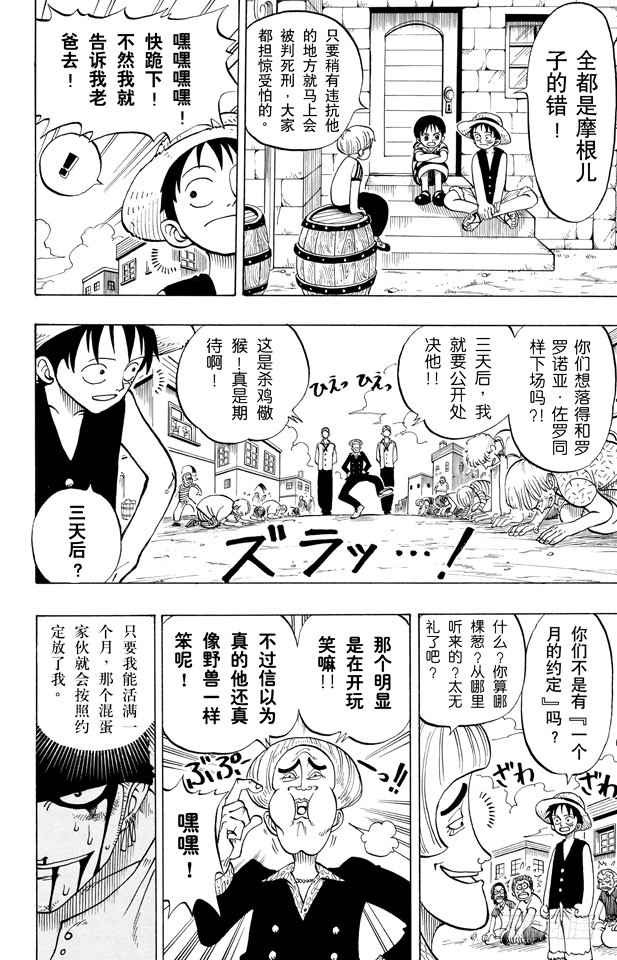 全都是摩根儿
子的错！
只要稍有违抗他
的地方就马上会
被判死刑，大家
都担惊受怕的。
嘿嘿嘿嘿！
快跪下！
不然我就
告诉我老
爸去！
！
你们想落得和罗
罗诺亚·佐罗同
样下场吗?!
三天后，我
就要公开处
决他!!
ひえっ
ひえっ
这是杀鸡儆
猴！真是期
待啊！
ズラッ…！
三天后？
你们不是有『一个
月的约定』吗？
什么？你算哪
棵葱？从哪里
听来的？太无
礼了吧？
ざわ
ざわ
那个明显
是在开玩
笑嘛!!
不过信以为
真的他还真
像野兽一样
笨呢！
ぶぷーっ!!
嘿嘿！
只要我能活满一
个月，那个混蛋
家伙就会按照约
定放了我。